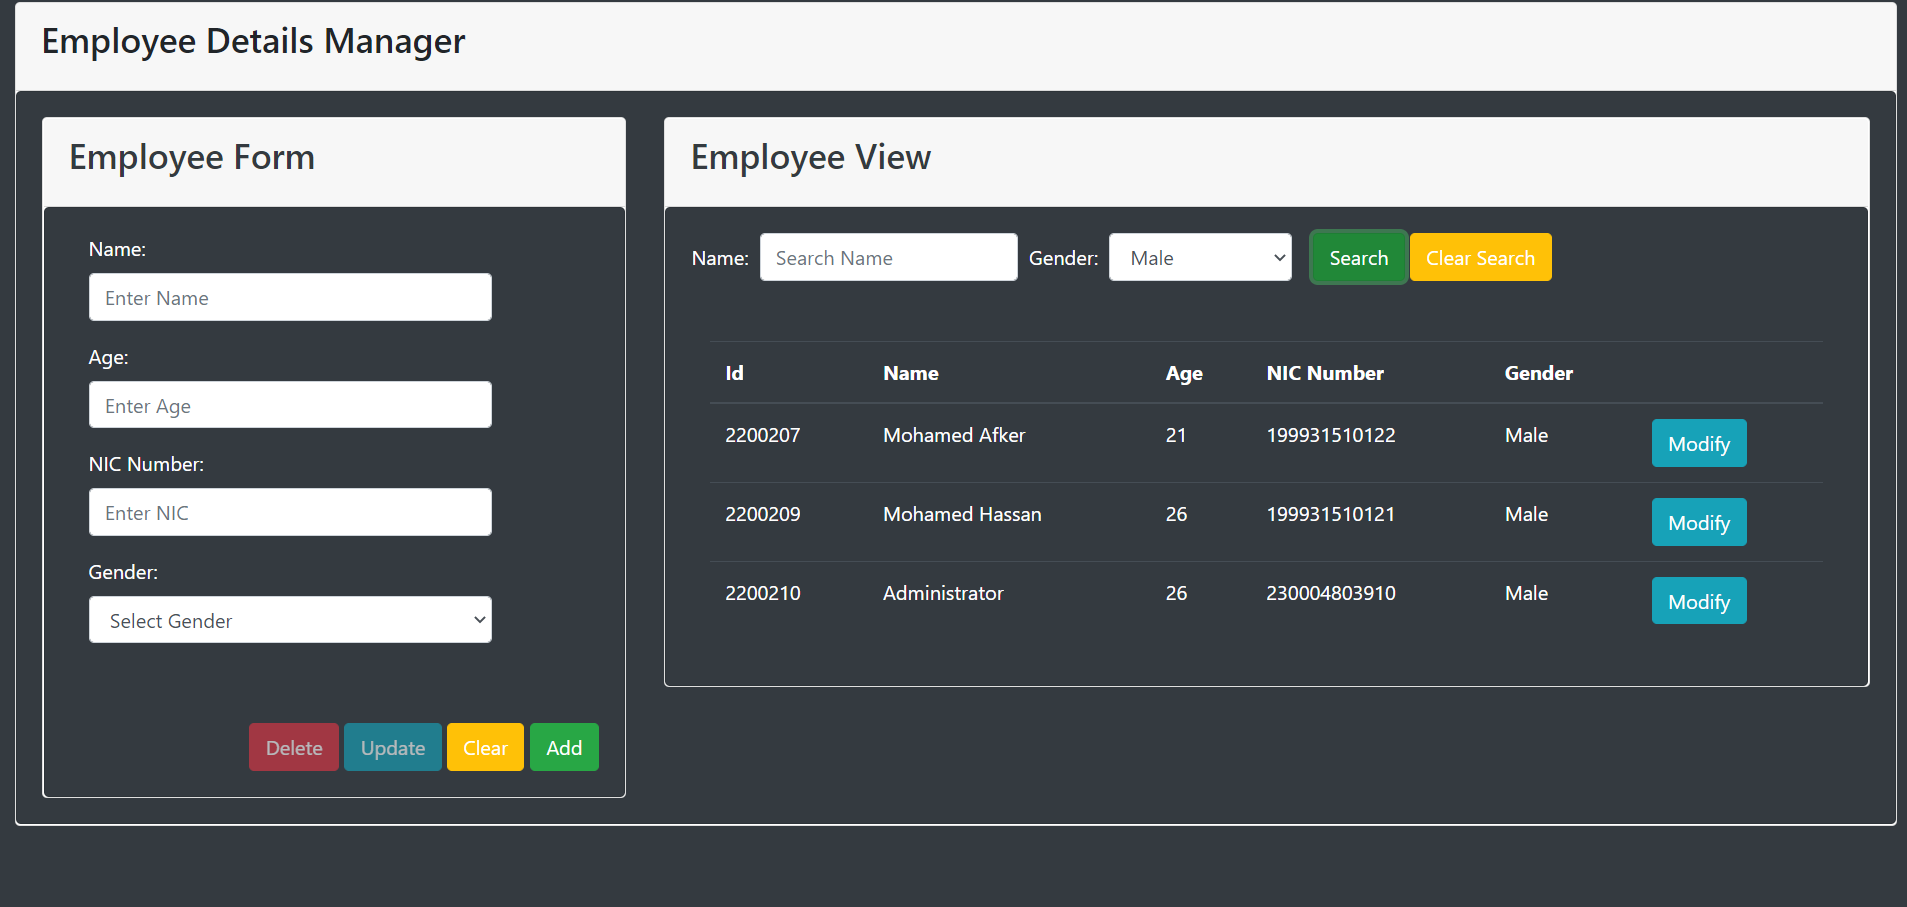 Employee Details Manager
Employee Form
Name:
Enter Name
Age:
Enter Age
NIC Number:
Enter NIC
Gender:
Select Gender
Delete Update Clear Add
Employee View
Name: Search Name Gender: Male Search Clear Search
Id Name Age NIC Number Gender
2200207 Mohamed Afker 21 199931510122 Male Modify
2200209 Mohamed Hassan 26 199931510121 Male Modify
2200210 Administrator 26 230004803910 Male Modify